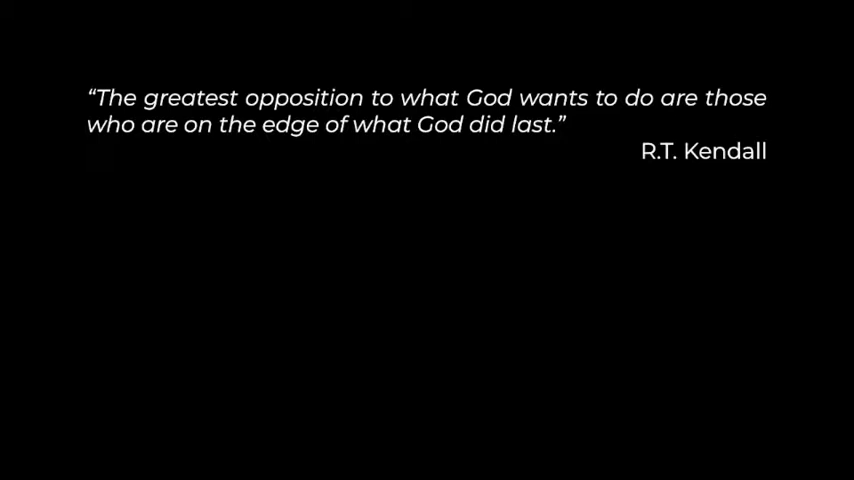 “The greatest opposition to what God wants to do are those
who are on the edge of what God did last.”
R.T. Kendall